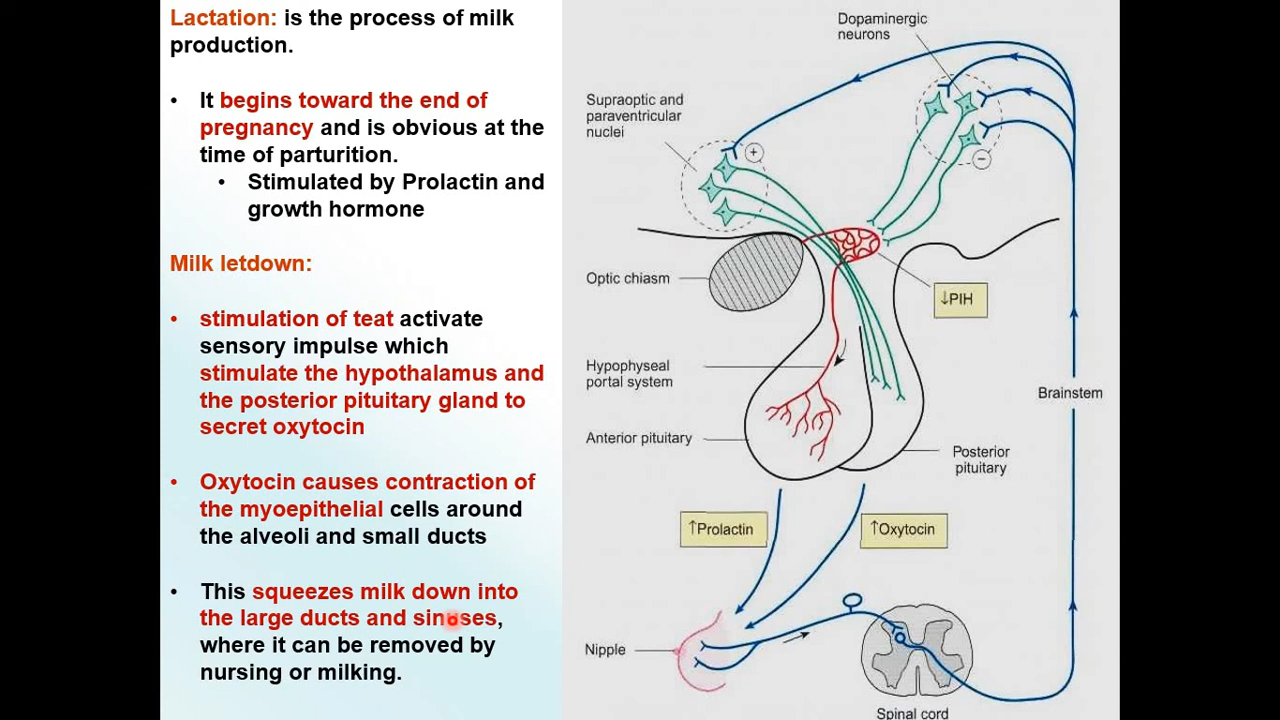 Lactation: is the process of milk
production.
• It begins toward the end of
pregnancy and is obvious at the
time of parturition.
• Stimulated by Prolactin and
growth hormone
Milk letdown:
• stimulation of teat activate
sensory impulse which
stimulate the hypothalamus and
the posterior pituitary gland to
secret oxytocin
• Oxytocin causes contraction of
the myoepithelial cells around
the alveoli and small ducts
• This squeezes milk down into
the large ducts and sinuses,
where it can be removed by
nursing or milking.
Dopaminergic
neurons
Supraoptic and
paraventricular
nuclei
+
−
Optic chiasm
↓PIH
Hypophyseal
portal system
Brainstem
Anterior pituitary
Posterior
pituitary
↑Prolactin
↑Oxytocin
Nipple
Spinal cord